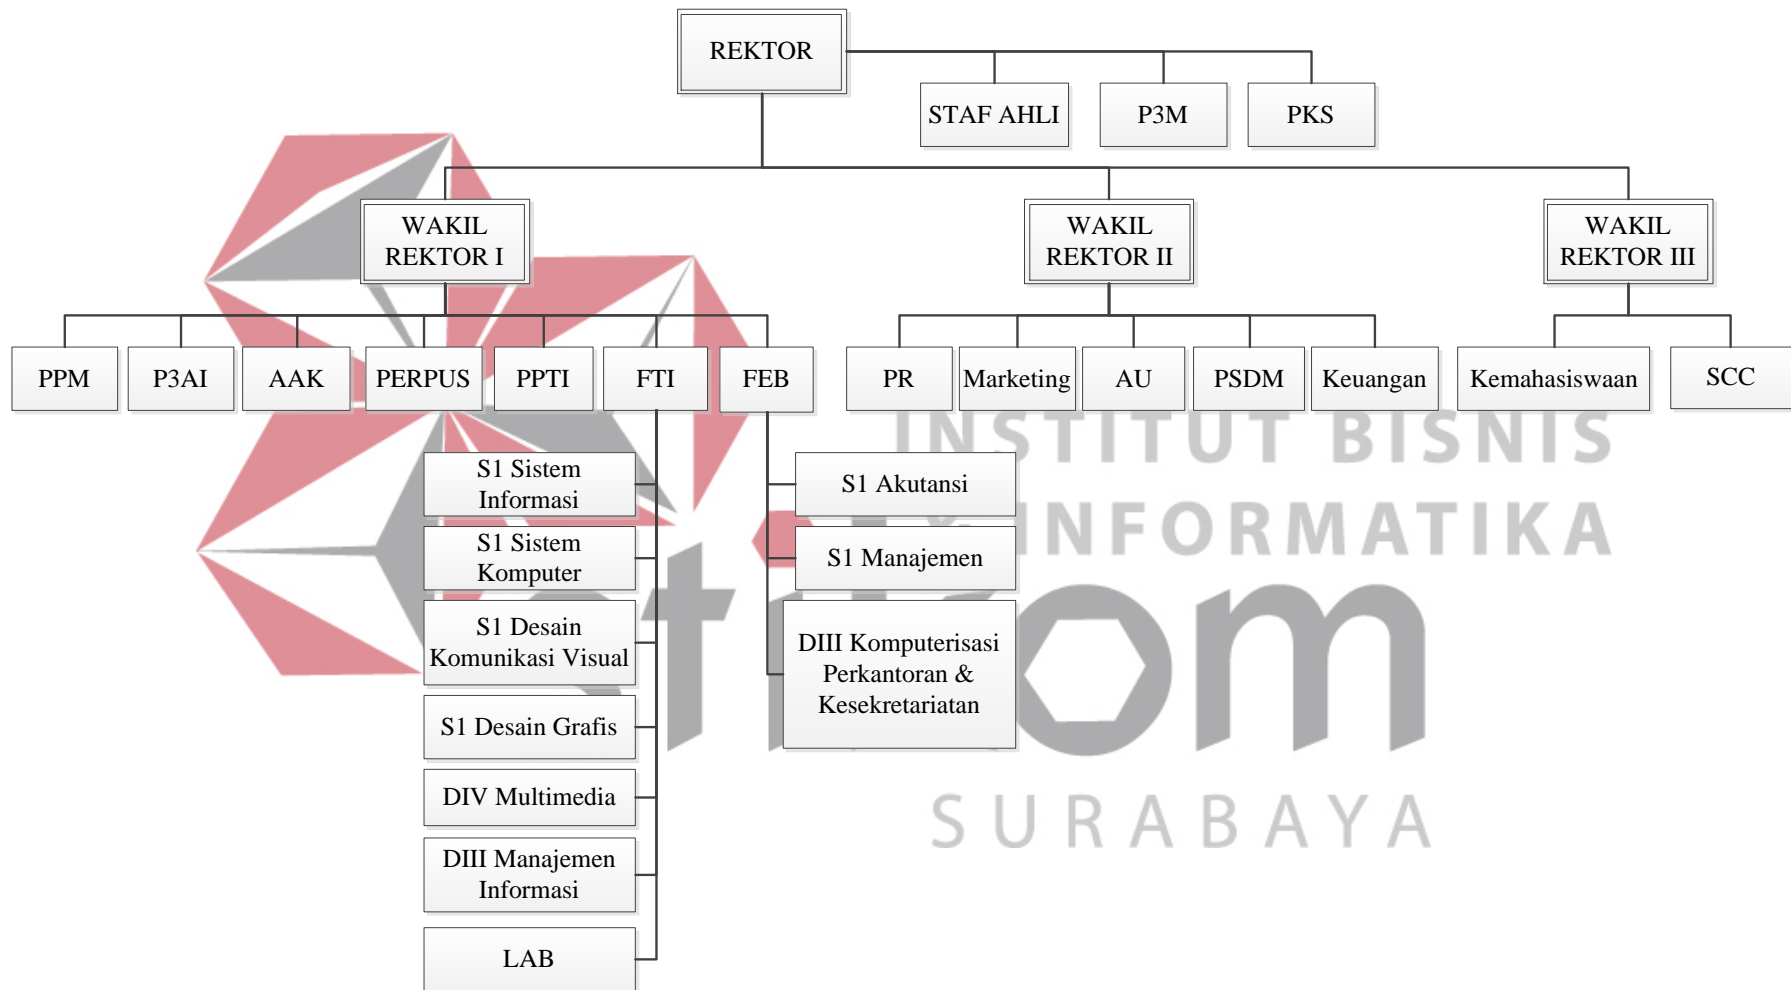 REKTOR
STAF AHLI
P3M
PKS
WAKIL
REKTOR I
WAKIL
REKTOR II
WAKIL
REKTOR III
PPM
P3AI
AAK
PERPUS
PPTI
FTI
FEB
PR
Marketing
AU
PSDM
Keuangan
Kemahasiswaan
SCC
S1 Sistem
Informasi
S1 Sistem
Komputer
S1 Desain
Komunikasi Visual
S1 Desain Grafis
DIV Multimedia
DIII Manajemen
Informasi
LAB
S1 Akutansi
S1 Manajemen
DIII Komputerisasi
Perkantoran &
Kesekretariatan
INSTITUT BISNIS
& INFORMATIKA
stikom
SURABAYA